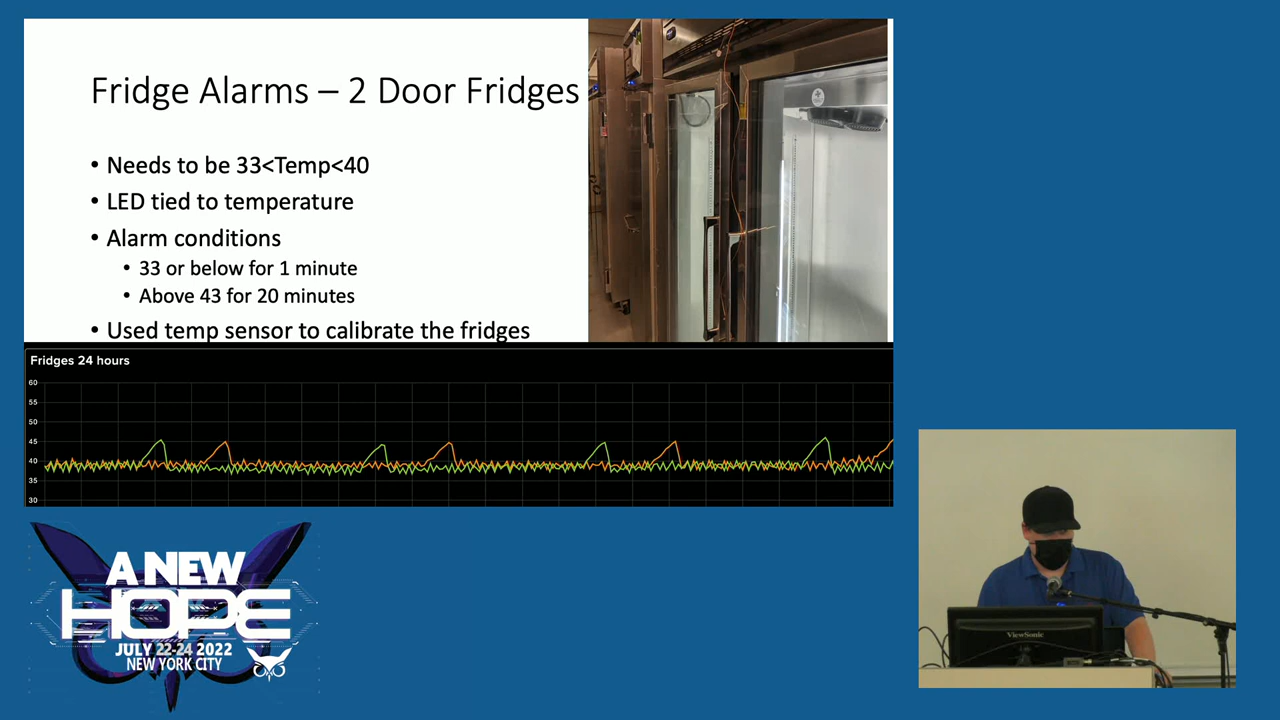 Fridge Alarms – 2 Door Fridges
• Needs to be 33<Temp<40
• LED tied to temperature
• Alarm conditions
• 33 or below for 1 minute
• Above 43 for 20 minutes
• Used temp sensor to calibrate the fridges
Fridges 24 hours
60
55
50
45
40
35
30
A NEW
HOPE
JULY 22-24 2022
NEW YORK CITY
ViewSonic